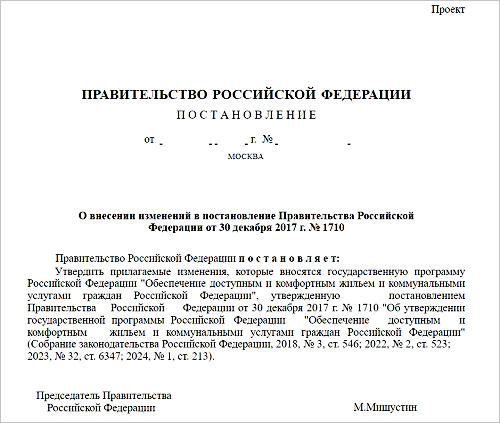 Проект
ПРАВИТЕЛЬСТВО РОССИЙСКОЙ ФЕДЕРАЦИИ
ПОСТАНОВЛЕНИЕ
от - - - - г. № - -
МОСКВА
О внесении изменений в постановление Правительства Российской
Федерации от 30 декабря 2017 г. № 1710
Правительство Российской Федерации постановляет:
Утвердить прилагаемые изменения, которые вносятся государственную программу
Российской Федерации "Обеспечение доступным и комфортным жильем и коммунальными
услугами граждан Российской Федерации", утвержденную постановлением
Правительства Российской Федерации от 30 декабря 2017 г. № 1710 "Об утверждении
государственной программы Российской Федерации "Обеспечение доступным и
комфортным жильем и коммунальными услугами граждан Российской Федерации"
(Собрание законодательства Российской Федерации, 2018, № 3, ст. 546; 2022, № 2, ст. 523;
2023, № 32, ст. 6347; 2024, № 1, ст. 213).
Председатель Правительства
Российской Федерации М.Мишустин